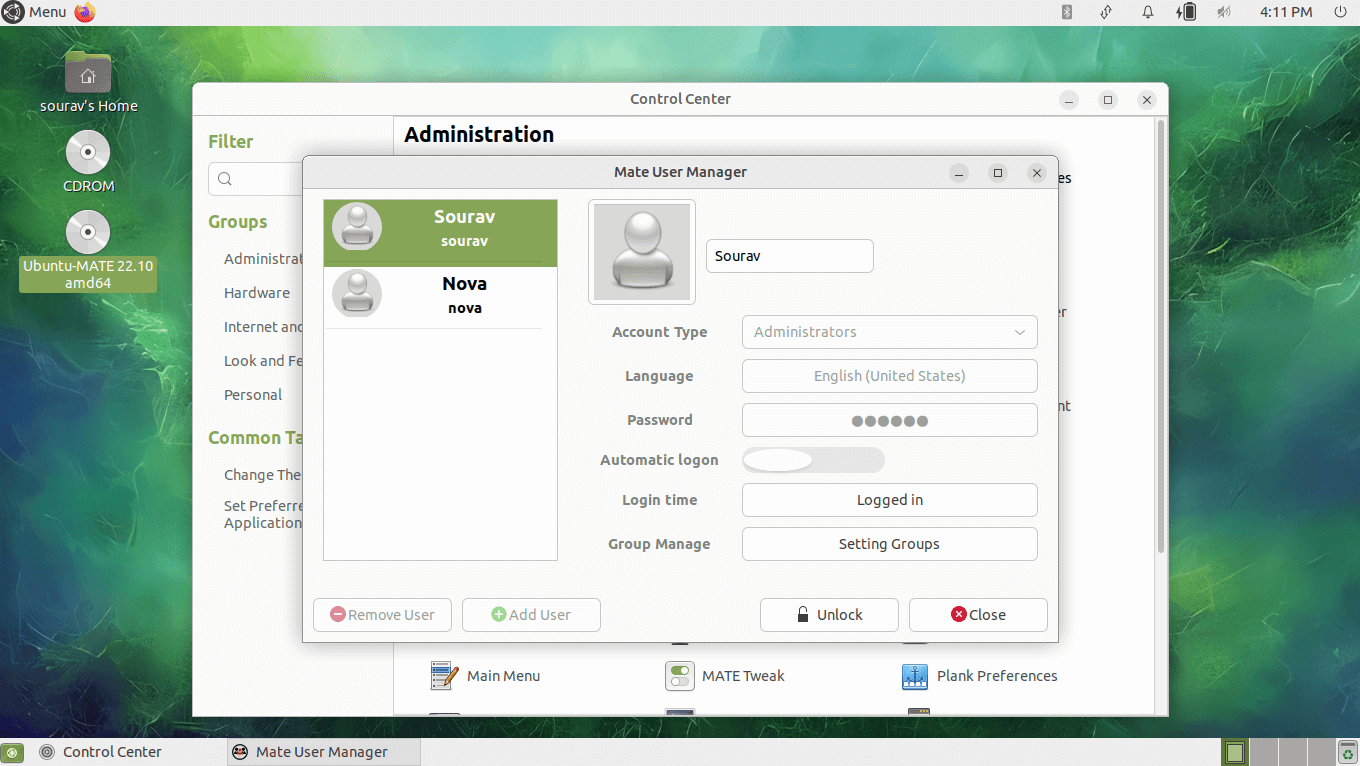 Menu
4:11 PM
sourav's Home
CDROM
Ubuntu-MATE 22.10
amd64
Control Center
Filter
Groups
Administrat
Hardware
Internet and
Look and Fe
Personal
Common Ta
Change The
Set Preferre
Application
Administration
Mate User Manager
Sourav
sourav
Nova
nova
Sourav
Account Type
Administrators
Language
English (United States)
Password
●●●●●●
Automatic logon
Login time
Logged in
Group Manage
Setting Groups
Remove User
Add User
Unlock
Close
Main Menu
MATE Tweak
Plank Preferences
Control Center
Mate User Manager